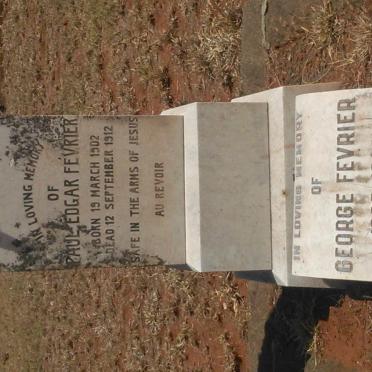 IN LOVING MEMORY
OF
PAUL EDGAR FEVRIER
BORN 19 MARCH 1902
DEAD 12 SEPTEMBER 1912
SAFE IN THE ARMS OF JESUS
AU REVOIR
IN LOVING MEMORY
OF
GEORGE FEVRIER